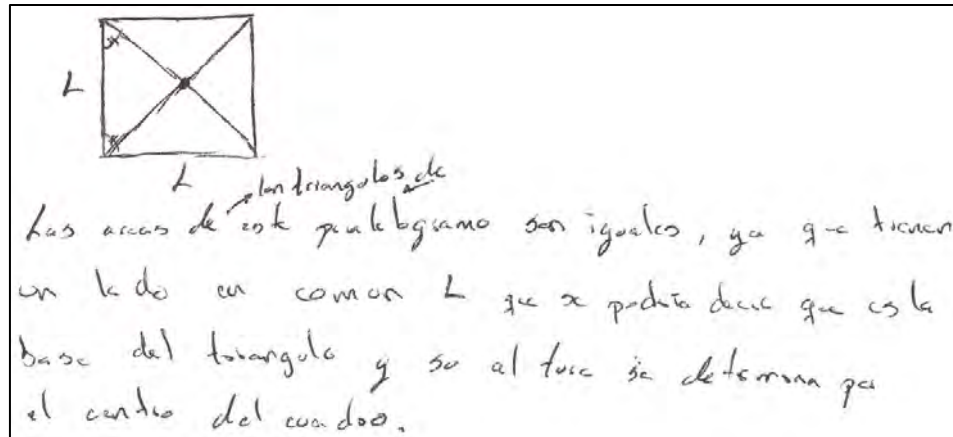 L
L
los triangulos de
Las areas de este paralelogramo son iguales, ya que tienen
un lado en comun L que se podria decir que es la
base del triangulo y su altura se determina por
el centro del cuadro.